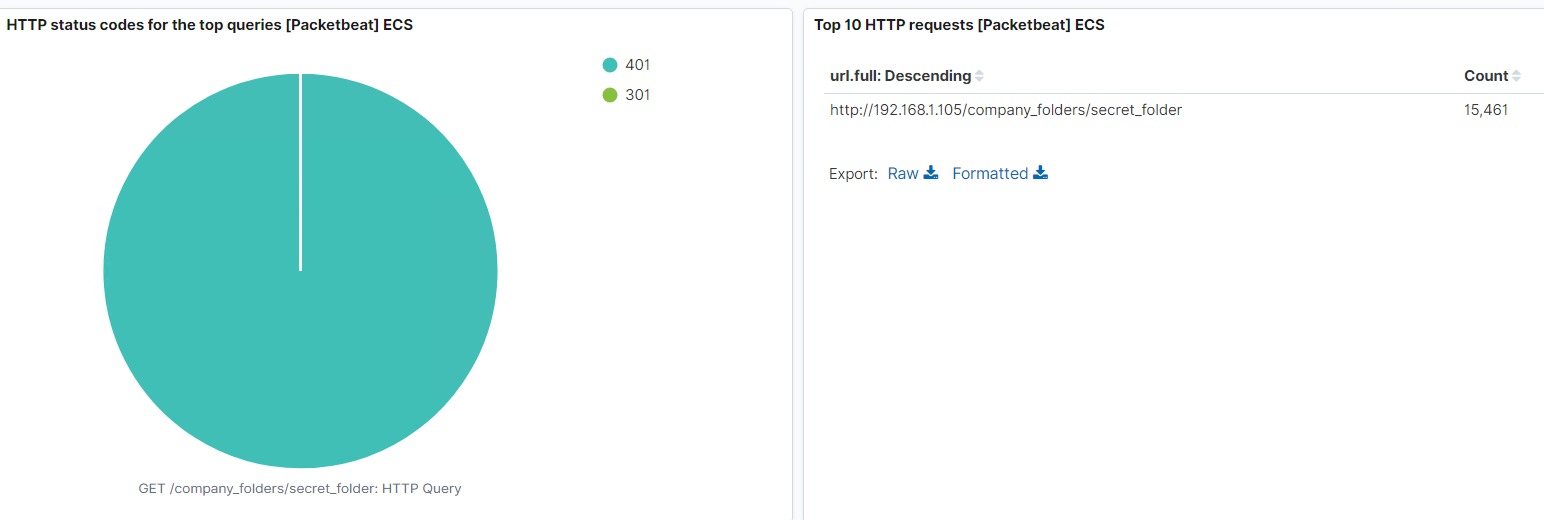 HTTP status codes for the top queries [Packetbeat] ECS
401
301
GET /company_folders/secret_folder: HTTP Query
Top 10 HTTP requests [Packetbeat] ECS
url.full: Descending Count
http://192.168.1.105/company_folders/secret_folder 15,461
Export: Raw Formatted